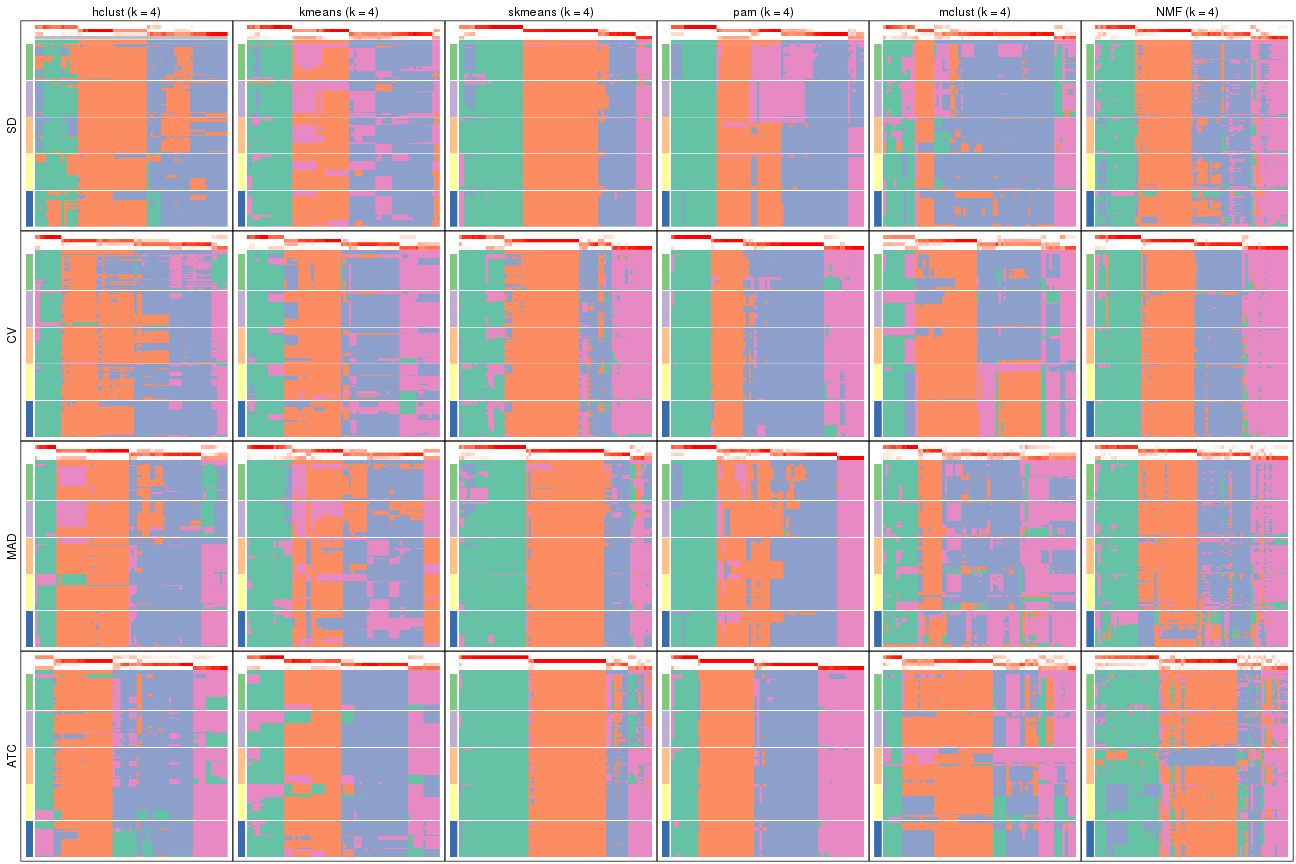 hclust (k = 4)
kmeans (k = 4)
skmeans (k = 4)
pam (k = 4)
mclust (k = 4)
NMF (k = 4)
SD
CV
MAD
ATC